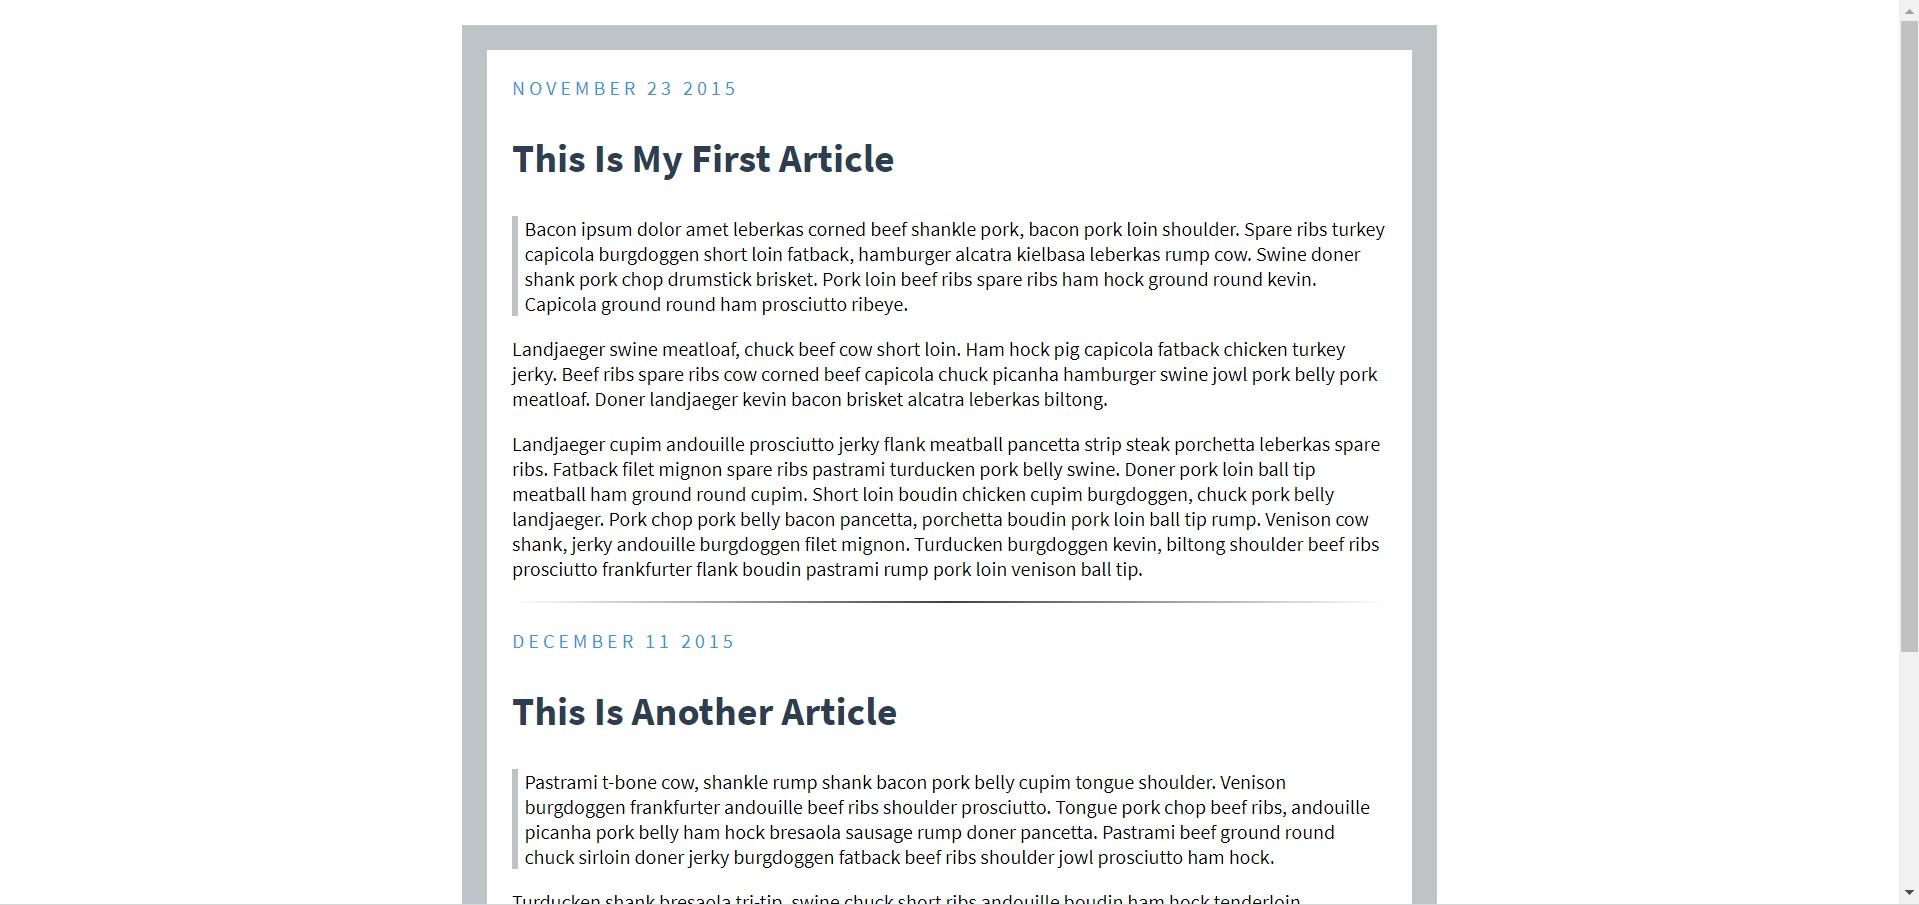 NOVEMBER 23 2015
This Is My First Article
Bacon ipsum dolor amet leberkas corned beef shankle pork, bacon pork loin shoulder. Spare ribs turkey
capicola burgdoggen short loin fatback, hamburger alcatra kielbasa leberkas rump cow. Swine doner
shank pork chop drumstick brisket. Pork loin beef ribs spare ribs ham hock ground round kevin.
Capicola ground round ham prosciutto ribeye.
Landjaeger swine meatloaf, chuck beef cow short loin. Ham hock pig capicola fatback chicken turkey
jerky. Beef ribs spare ribs cow corned beef capicola chuck picanha hamburger swine jowl pork belly pork
meatloaf. Doner landjaeger kevin bacon brisket alcatra leberkas biltong.
Landjaeger cupim andouille prosciutto jerky flank meatball pancetta strip steak porchetta leberkas spare
ribs. Fatback filet mignon spare ribs pastrami turducken pork belly swine. Doner pork loin ball tip
meatball ham ground round cupim. Short loin boudin chicken cupim burgdoggen, chuck pork belly
landjaeger. Pork chop pork belly bacon pancetta, porchetta boudin pork loin ball tip rump. Venison cow
shank, jerky andouille burgdoggen filet mignon. Turducken burgdoggen kevin, biltong shoulder beef ribs
prosciutto frankfurter flank boudin pastrami rump pork loin venison ball tip.
DECEMBER 11 2015
This Is Another Article
Pastrami t-bone cow, shankle rump shank bacon pork belly cupim tongue shoulder. Venison
burgdoggen frankfurter andouille beef ribs shoulder prosciutto. Tongue pork chop beef ribs, andouille
picanha pork belly ham hock bresaola sausage rump doner pancetta. Pastrami beef ground round
chuck sirloin doner jerky burgdoggen fatback beef ribs shoulder jowl prosciutto ham hock.
Turducken shank bresaola tri-tip, swine chuck short ribs andouille boudin ham hock tenderloin